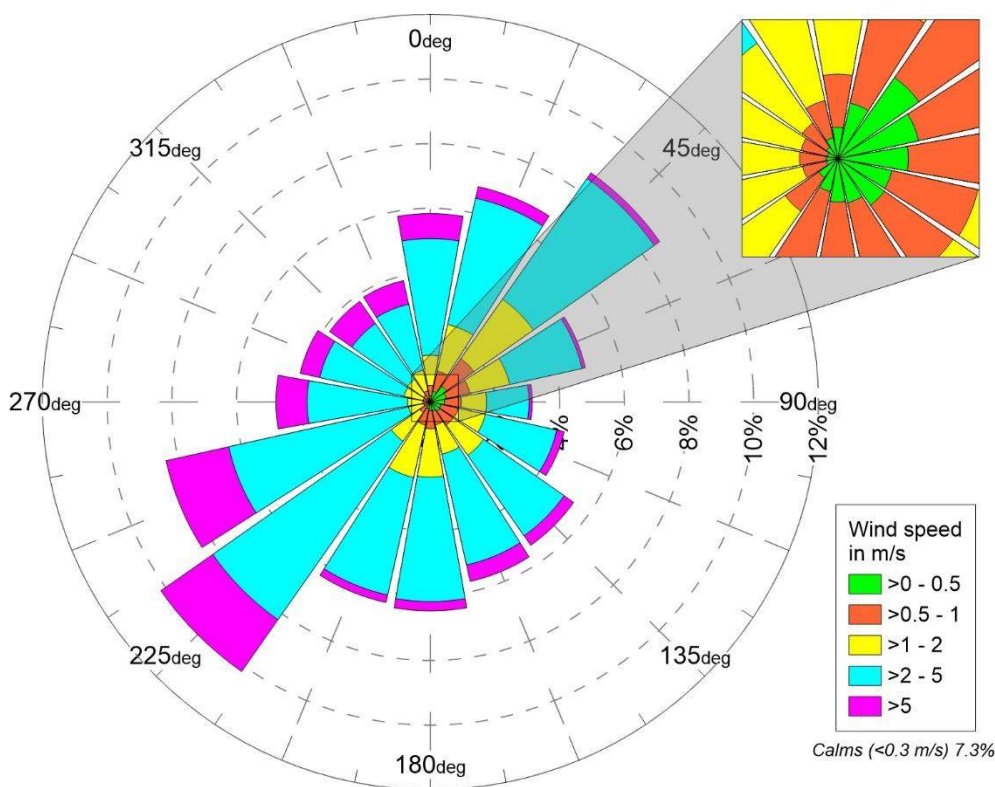 0deg
315deg
45deg
270deg
90deg
4%
6%
8%
10%
12%
225deg
135deg
180deg
Wind speed
in m/s
>0 - 0.5
>0.5 - 1
>1 - 2
>2 - 5
>5
Calms (<0.3 m/s) 7.3%